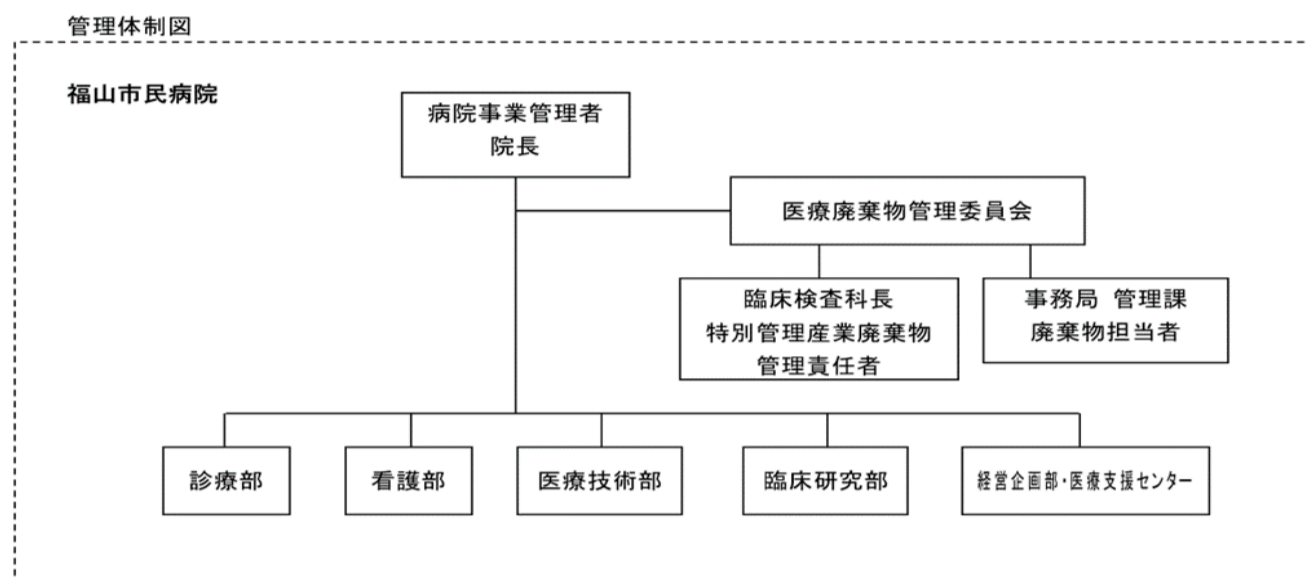 管理体制図
福山市民病院
病院事業管理者
院長
医療廃棄物管理委員会
臨床検査科長
特別管理産業廃棄物
管理責任者
事務局 管理課
廃棄物担当者
診療部
看護部
医療技術部
臨床研究部
経営企画部・医療支援センター